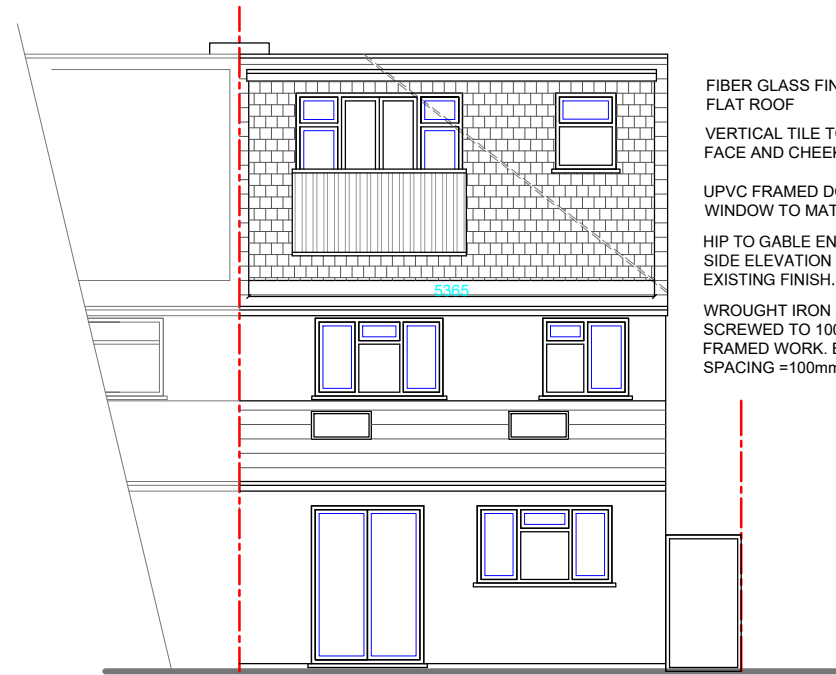 FIBER GLASS FIN
FLAT ROOF
VERTICAL TILE TO
FACE AND CHEEK
UPVC FRAMED DO
WINDOW TO MAT
HIP TO GABLE EN
SIDE ELEVATION
EXISTING FINISH.
WROUGHT IRON
SCREWED TO 100
FRAMED WORK. B
SPACING =100mm
5365